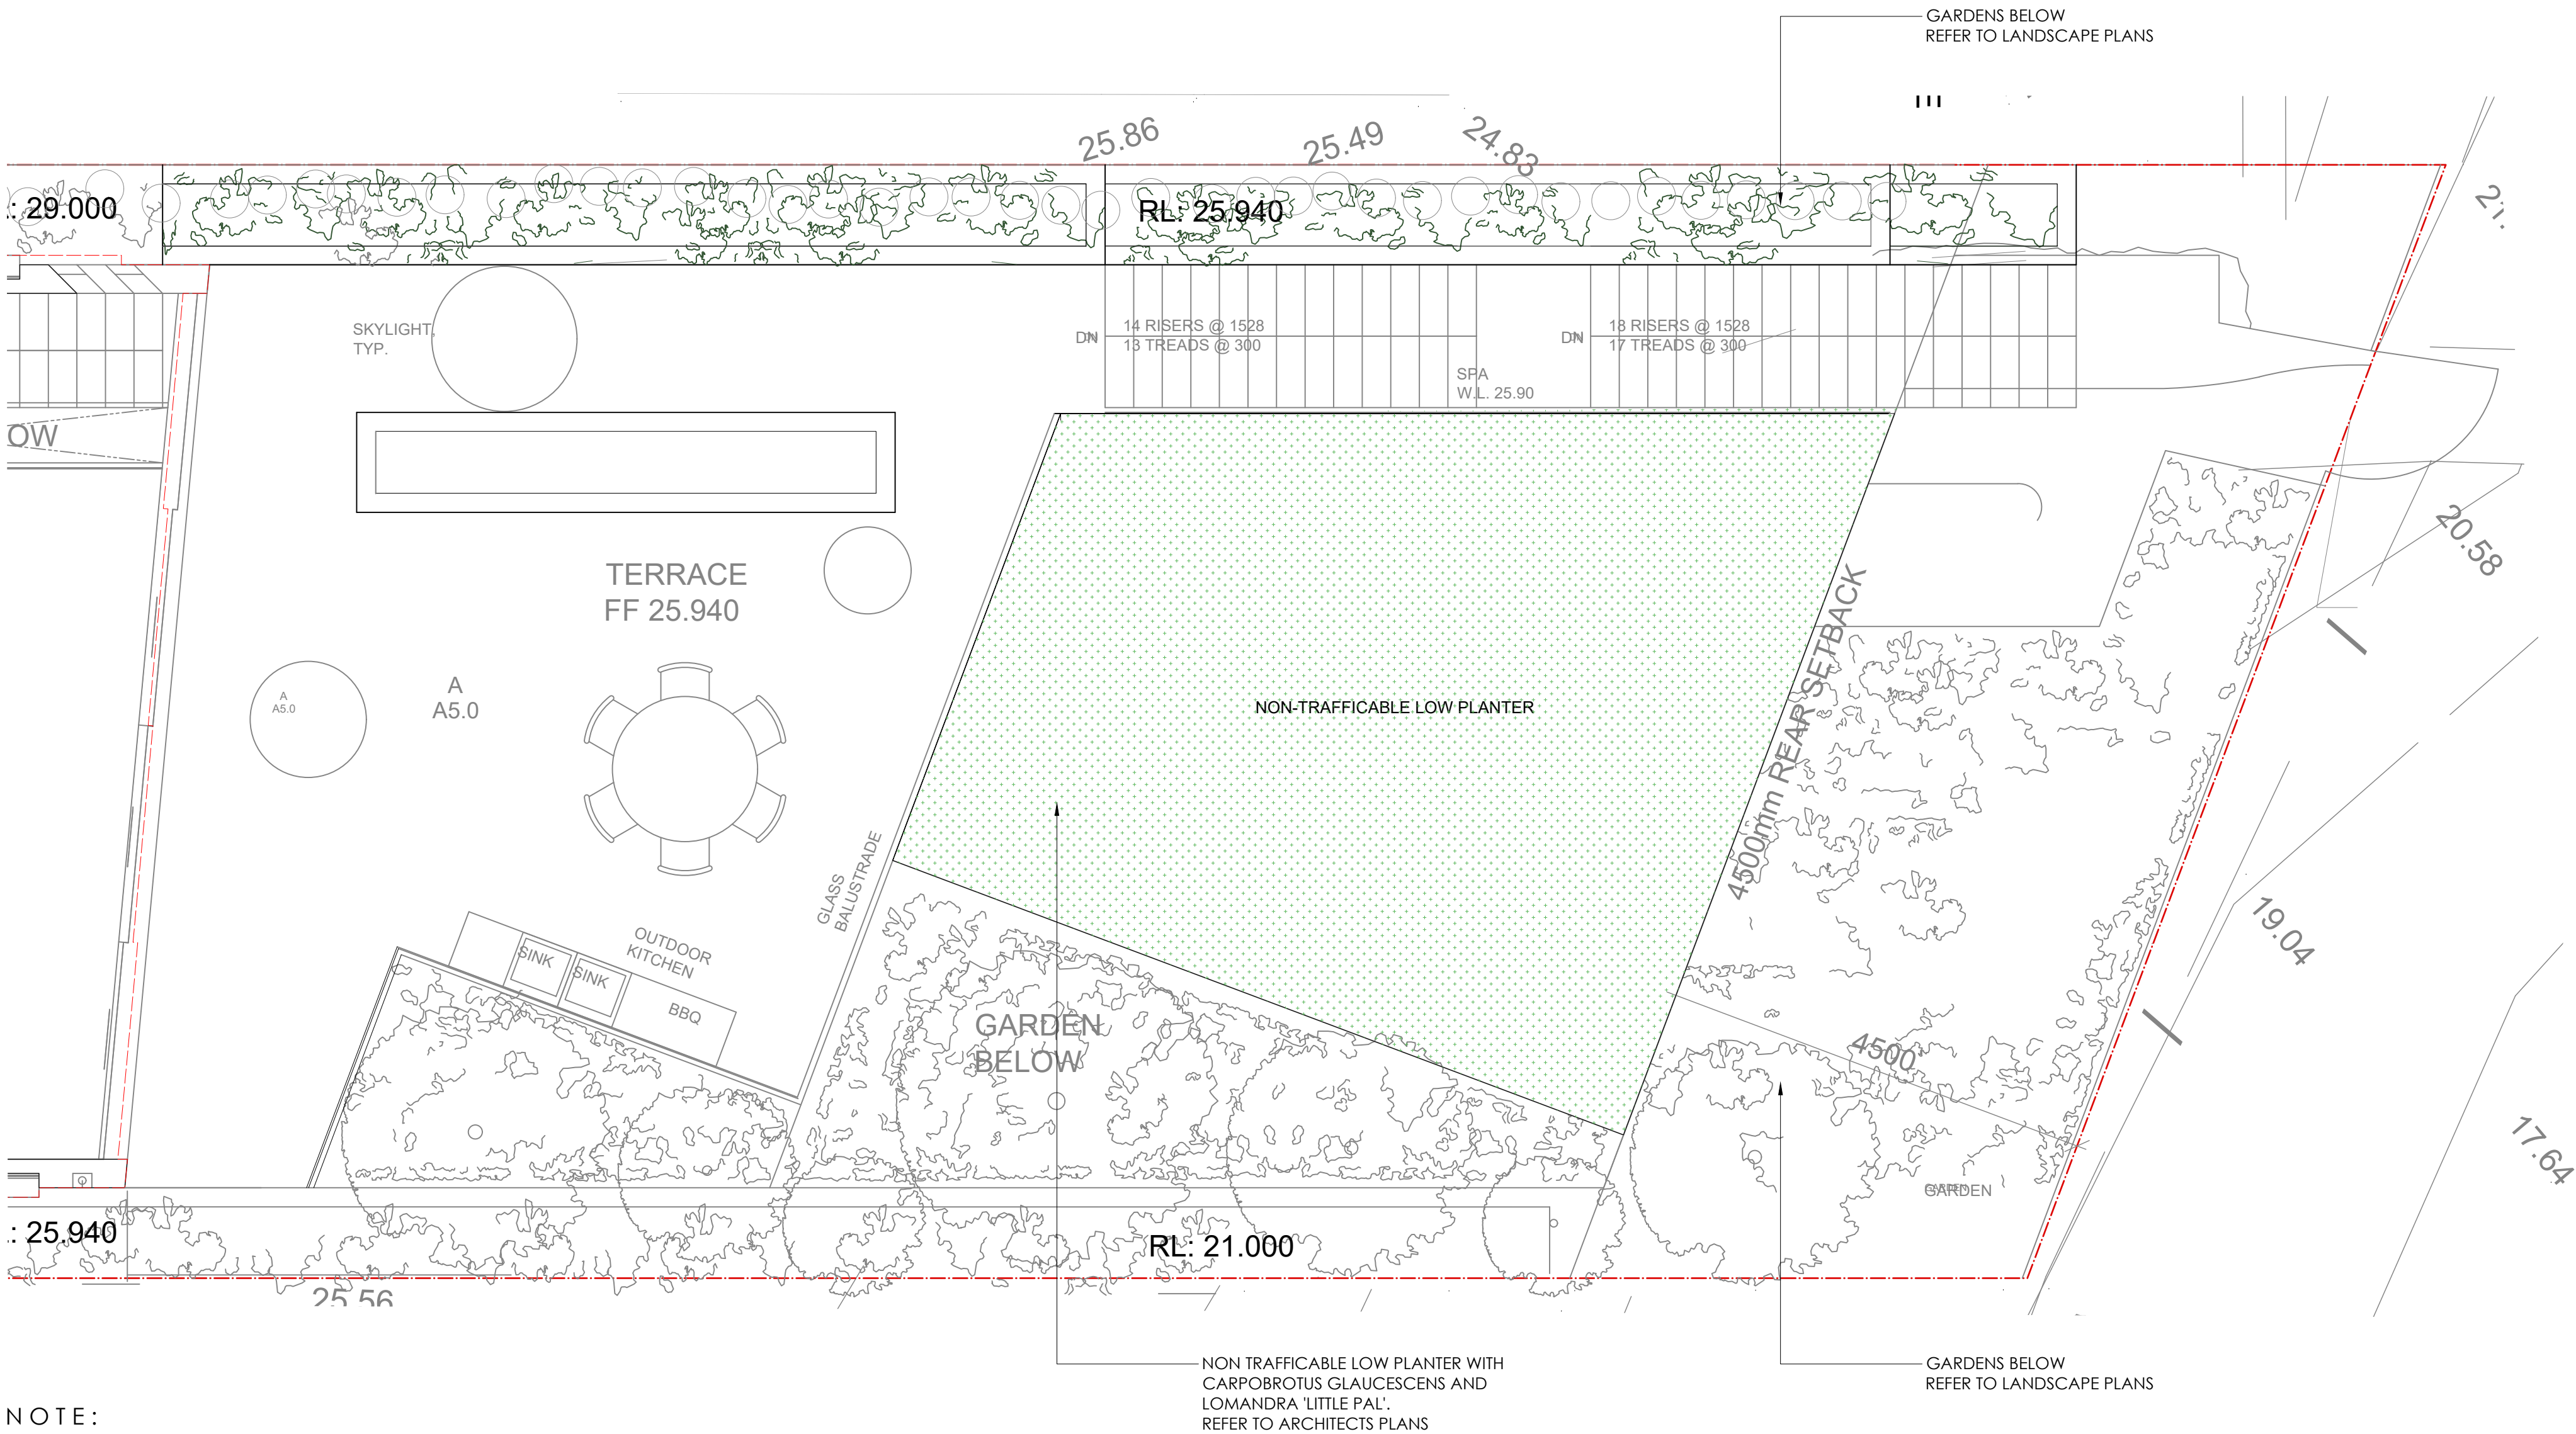 GARDENS BELOW
REFER TO LANDSCAPE PLANS
25.86
25.49
24.83
: 29.000
RL: 25.940
SKYLIGHT,
TYP.
DN
14 RISERS @ 1528
13 TREADS @ 300
DN
18 RISERS @ 1528
17 TREADS @ 300
SPA
W.L. 25.90
OW
20.58
TERRACE
FF 25.940
A
A5.0
A
A5.0
NON-TRAFFICABLE LOW PLANTER
4500mm REAR SETBACK
GLASS
BALUSTRADE
OUTDOOR
KITCHEN
SINK
SINK
BBQ
19.04
GARDEN
BELOW
4500
17.64
GARDEN
GARDEN
: 25.940
RL: 21.000
25.56
NON TRAFFICABLE LOW PLANTER WITH
CARPOBROTUS GLAUCESCENS AND
LOMANDRA 'LITTLE PAL'.
REFER TO ARCHITECTS PLANS
GARDENS BELOW
REFER TO LANDSCAPE PLANS
NOTE: